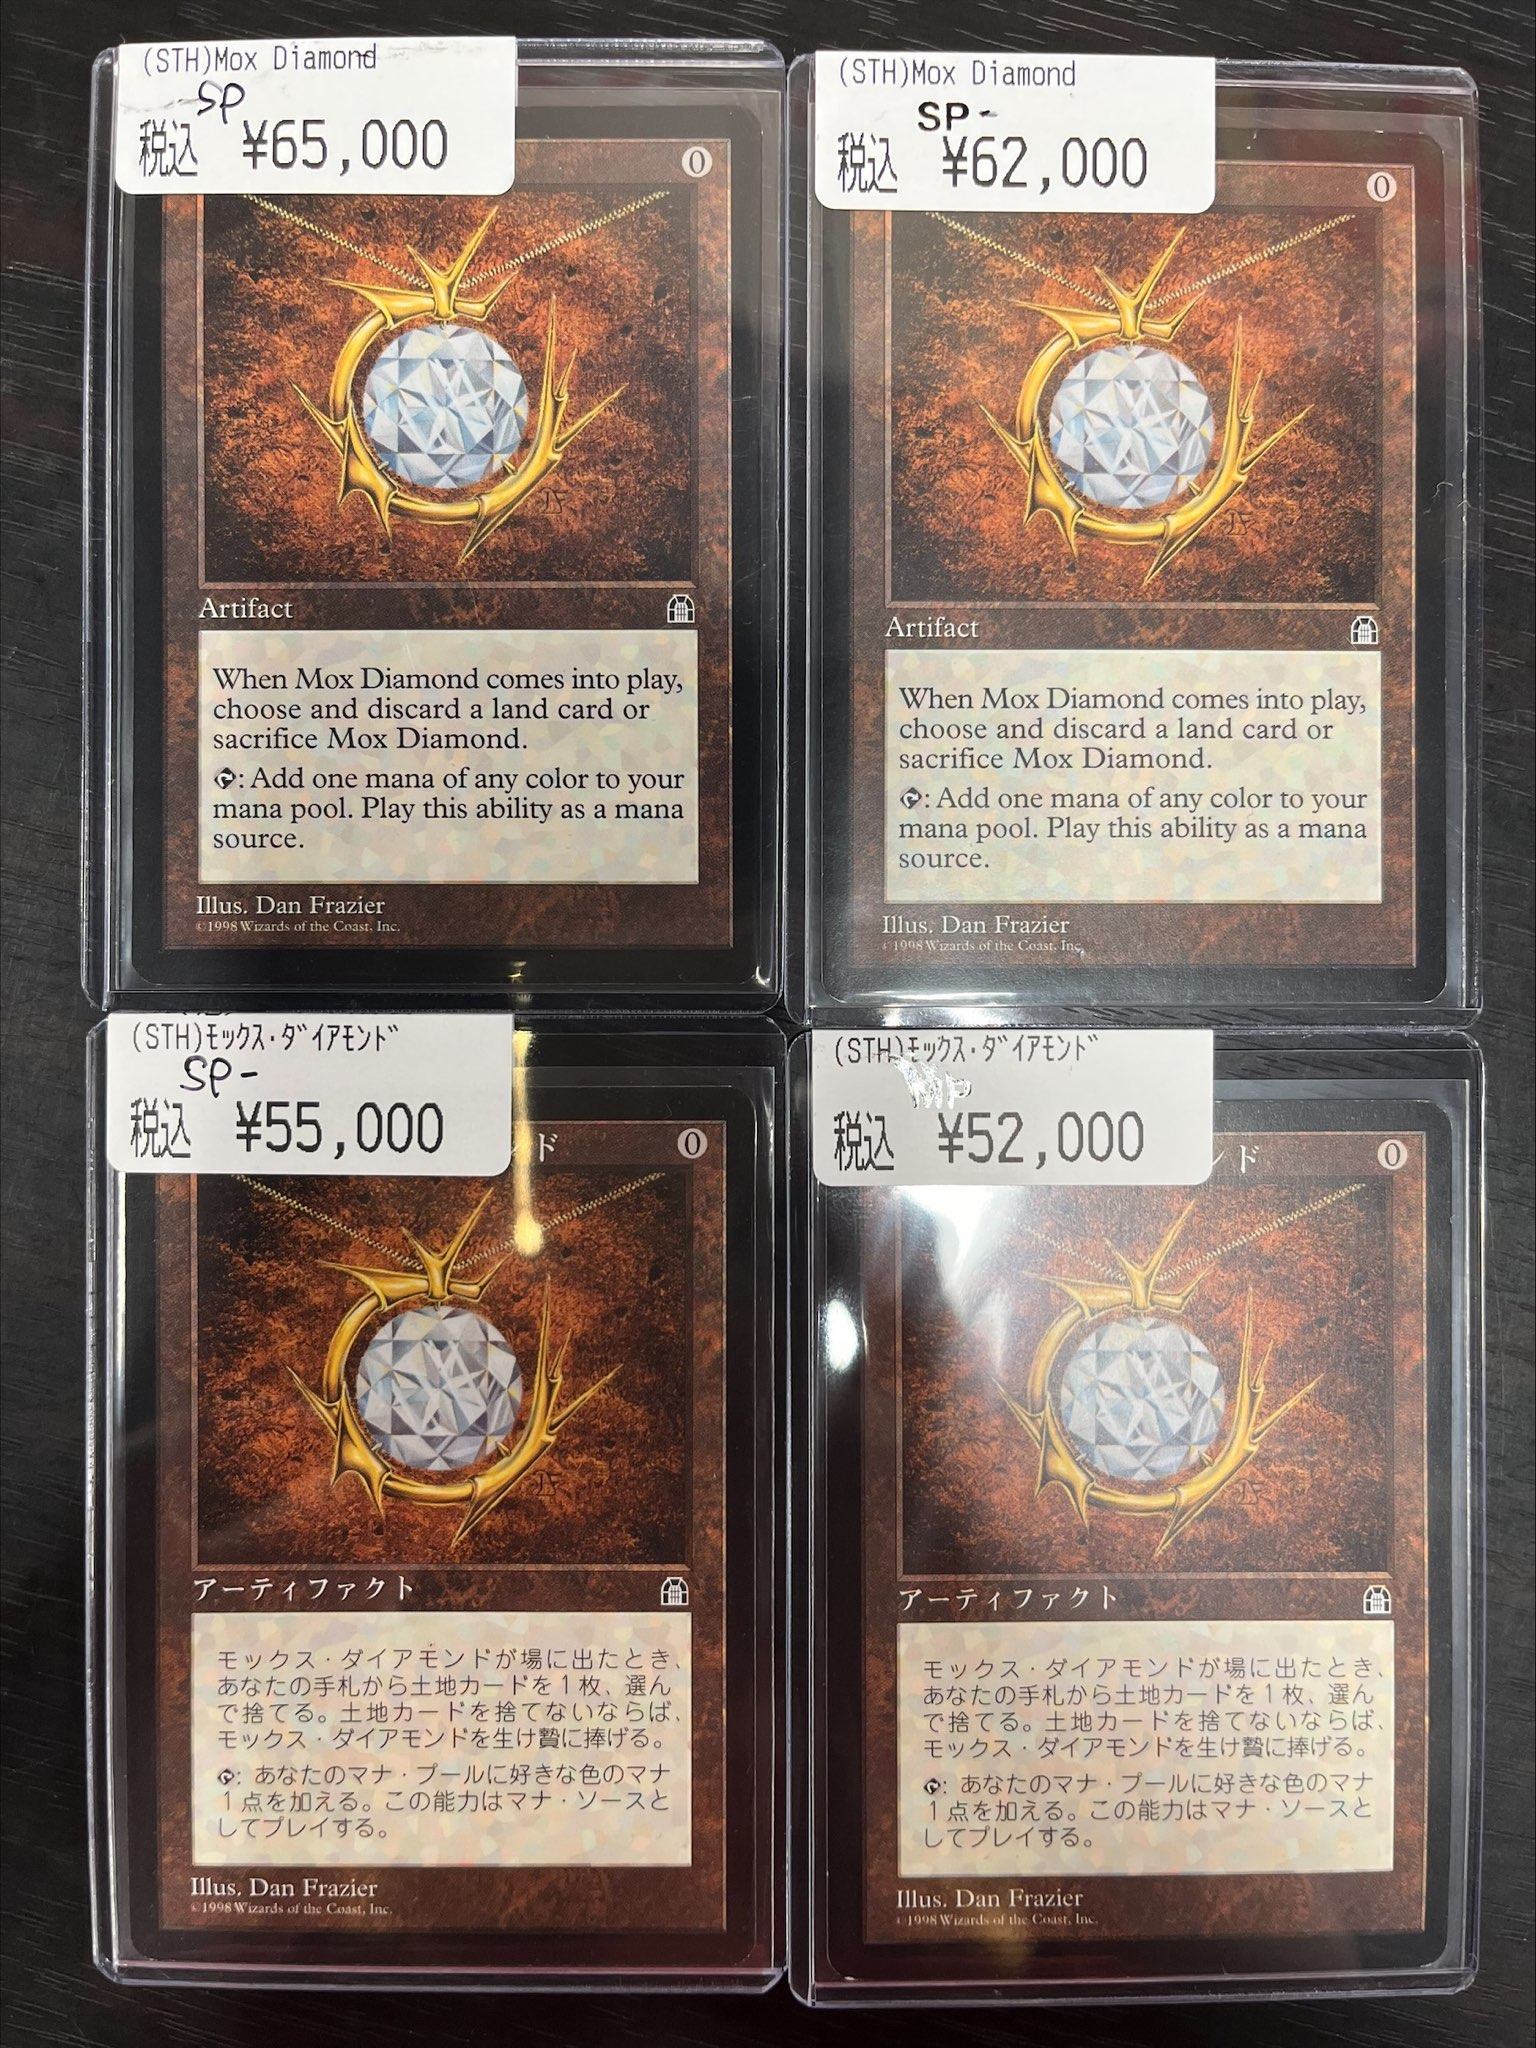 (STH)Mox Diamond
SP
税込 ¥65,000
0
Artifact
When Mox Diamond comes into play,
choose and discard a land card or
sacrifice Mox Diamond.
: Add one mana of any color to your
mana pool. Play this ability as a mana
source.
Illus. Dan Frazier
©1998 Wizards of the Coast, Inc.
(STH)Mox Diamond
SP-
税込 ¥62,000
0
Artifact
When Mox Diamond comes into play,
choose and discard a land card or
sacrifice Mox Diamond.
: Add one mana of any color to your
mana pool. Play this ability as a mana
source.
Illus. Dan Frazier
©1998 Wizards of the Coast, Inc.
(STH)ﾓｯｸｽ･ﾀﾞｲｱﾓﾝﾄﾞ
SP-
税込 ¥55,000
ンド 0
アーティファクト
モックス・ダイアモンドが場に出たとき、
あなたの手札から土地カードを1枚、選ん
で捨てる。土地カードを捨てないならば、
モックス・ダイアモンドを生け贄に捧げる。
: あなたのマナ・プールに好きな色のマナ
1点を加える。この能力はマナ・ソースと
してプレイする。
Illus. Dan Frazier
©1998 Wizards of the Coast, Inc.
(STH)ﾓｯｸｽ･ﾀﾞｲｱﾓﾝﾄﾞ
MP
税込 ¥52,000
ンド 0
アーティファクト
モックス・ダイアモンドが場に出たとき、
あなたの手札から土地カードを1枚、選ん
で捨てる。土地カードを捨てないならば、
モックス・ダイアモンドを生け贄に捧げる。
: あなたのマナ・プールに好きな色のマナ
1点を加える。この能力はマナ・ソースと
してプレイする。
Illus. Dan Frazier
©1998 Wizards of the Coast, Inc.